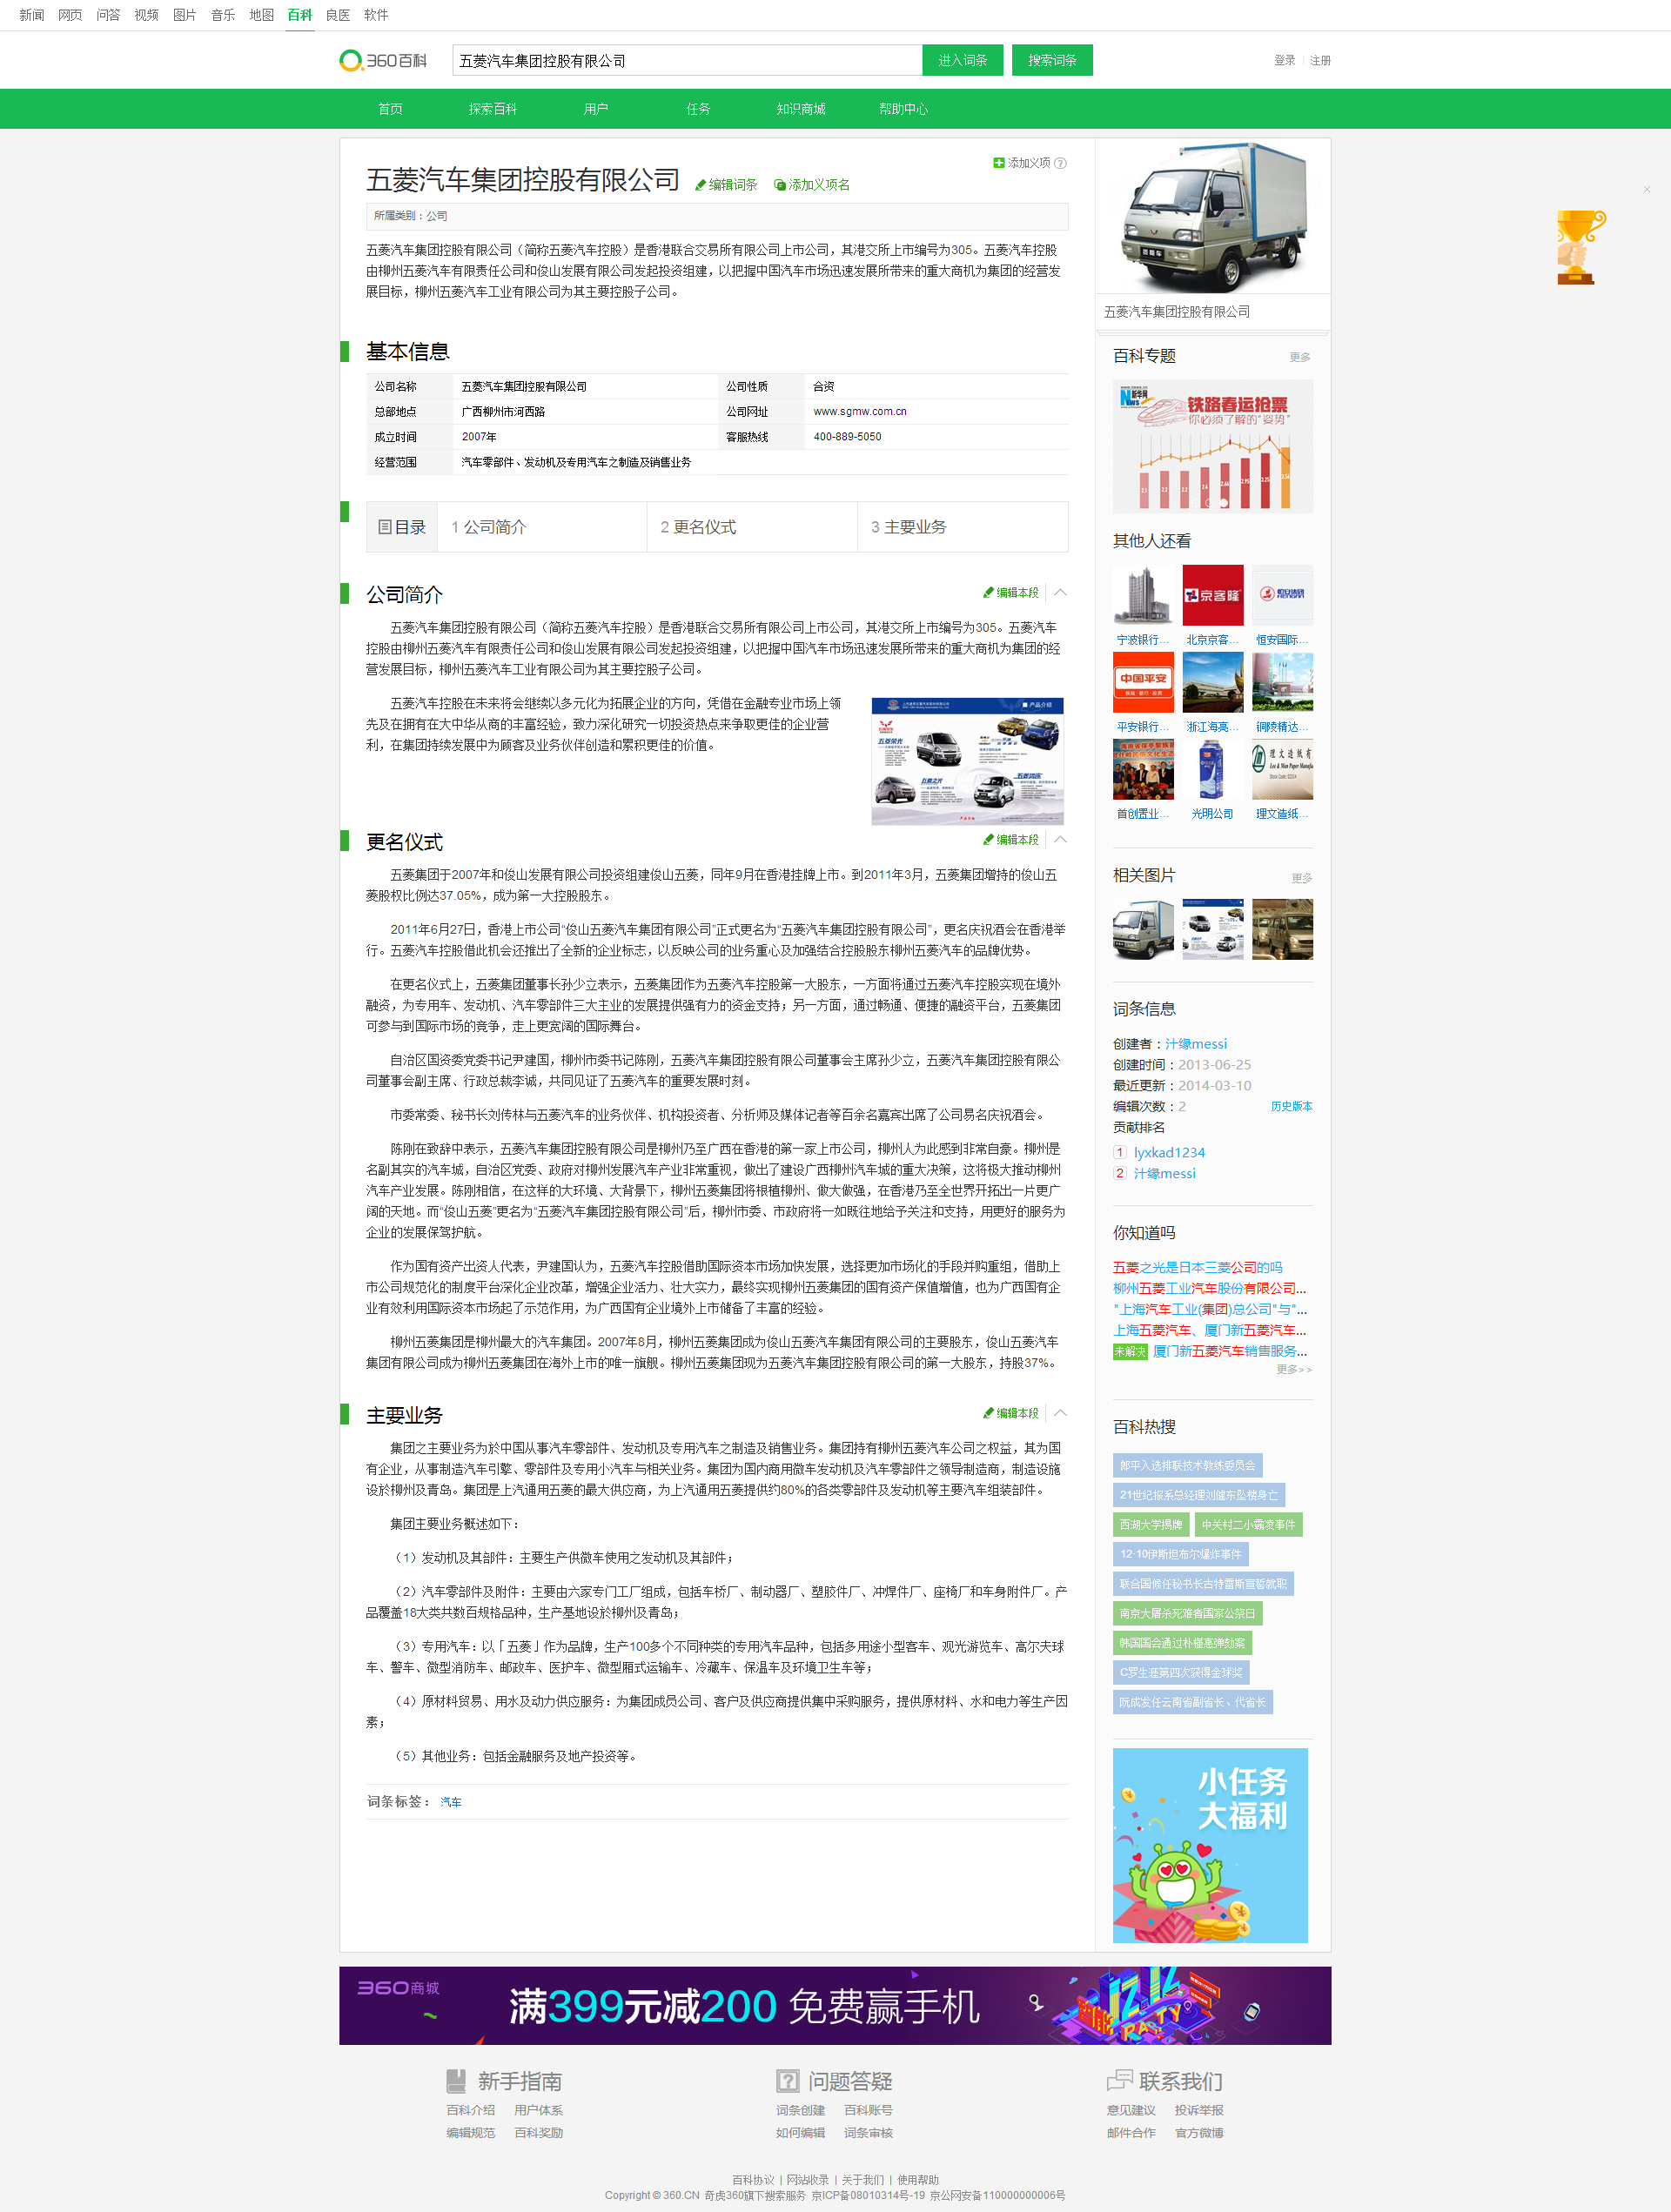 新闻 网页 问答 视频 图片 音乐 地图 百科 良医 软件
360百科
五菱汽车集团控股有限公司
进入词条
搜索词条
登录 注册
首页 探索百科 用户 任务 知识商城 帮助中心
添加义项
五菱汽车集团控股有限公司
编辑词条 添加义项名
所属类别:公司
五菱汽车集团控股有限公司(简称五菱汽车控股)是香港联合交易所有限公司上市公司,其港交所上市编号为305。五菱汽车控股
由柳州五菱汽车有限责任公司和俊山发展有限公司发起投资组建,以把握中国汽车市场迅速发展所带来的重大商机为集团的经营发
展目标,柳州五菱汽车工业有限公司为其主要控股子公司。
基本信息
公司名称 五菱汽车集团控股有限公司 公司性质 合资
总部地点 广西柳州市河西路 公司网址 www.sgmw.com.cn
成立时间 2007年 客服热线 400-889-5050
经营范围 汽车零部件、发动机及专用汽车之制造及销售业务
目录 1 公司简介 2 更名仪式 3 主要业务
公司简介
编辑本段
五菱汽车集团控股有限公司(简称五菱汽车控股)是香港联合交易所有限公司上市公司,其港交所上市编号为305。五菱汽车
控股由柳州五菱汽车有限责任公司和俊山发展有限公司发起投资组建,以把握中国汽车市场迅速发展所带来的重大商机为集团的经
营发展目标,柳州五菱汽车工业有限公司为其主要控股子公司。
五菱汽车控股在未来将会继续以多元化为拓展企业的方向,凭借在金融专业市场上领
先及在拥有在大中华从商的丰富经验,致力深化研究一切投资热点来争取更佳的企业营
利,在集团持续发展中为顾客及业务伙伴创造和累积更佳的价值。
产品介绍
五菱荣光
五菱之光
五菱鸿途
更名仪式
编辑本段
五菱集团于2007年和俊山发展有限公司投资组建俊山五菱,同年9月在香港挂牌上市。到2011年3月,五菱集团增持的俊山五
菱股权比例达37.05%,成为第一大控股股东。
2011年6月27日,香港上市公司“俊山五菱汽车集团有限公司”正式更名为“五菱汽车集团控股有限公司”,更名庆祝酒会在香港举
行。五菱汽车控股借此机会还推出了全新的企业标志,以反映公司的业务重心及加强结合控股股东柳州五菱汽车的品牌优势。
在更名仪式上,五菱集团董事长孙少立表示,五菱集团作为五菱汽车控股第一大股东,一方面将通过五菱汽车控股实现在境外
融资,为专用车、发动机、汽车零部件三大主业的发展提供强有力的资金支持;另一方面,通过畅通、便捷的融资平台,五菱集团
可参与到国际市场的竞争,走上更宽阔的国际舞台。
自治区国资委党委书记尹建国,柳州市委书记陈刚,五菱汽车集团控股有限公司董事会主席孙少立,五菱汽车集团控股有限公
司董事会副主席、行政总裁李诚,共同见证了五菱汽车的重要发展时刻。
市委常委、秘书长刘传林与五菱汽车的业务伙伴、机构投资者、分析师及媒体记者等百余名嘉宾出席了公司易名庆祝酒会。
陈刚在致辞中表示,五菱汽车集团控股有限公司是柳州乃至广西在香港的第一家上市公司,柳州人为此感到非常自豪。柳州是
名副其实的汽车城,自治区党委、政府对柳州发展汽车产业非常重视,做出了建设广西柳州汽车城的重大决策,这将极大推动柳州
汽车产业发展。陈刚相信,在这样的大环境、大背景下,柳州五菱集团将根植柳州、做大做强,在香港乃至全世界开拓出一片更广
阔的天地。而“俊山五菱”更名为“五菱汽车集团控股有限公司”后,柳州市委、市政府将一如既往地给予关注和支持,用更好的服务为
企业的发展保驾护航。
作为国有资产出资人代表,尹建国认为,五菱汽车控股借助国际资本市场加快发展,选择更加市场化的手段并购重组,借助上
市公司规范化的制度平台深化企业改革,增强企业活力、壮大实力,最终实现柳州五菱集团的国有资产保值增值,也为广西国有企
业有效利用国际资本市场起了示范作用,为广西国有企业境外上市储备了丰富的经验。
柳州五菱集团是柳州最大的汽车集团。2007年8月,柳州五菱集团成为俊山五菱汽车集团有限公司的主要股东,俊山五菱汽车
集团有限公司成为柳州五菱集团在海外上市的唯一旗舰。柳州五菱集团现为五菱汽车集团控股有限公司的第一大股东,持股37%。
主要业务
编辑本段
集团之主要业务为於中国从事汽车零部件、发动机及专用汽车之制造及销售业务。集团持有柳州五菱汽车公司之权益,其为国
有企业,从事制造汽车引擎、零部件及专用小汽车与相关业务。集团为国内商用微车发动机及汽车零部件之领导制造商,制造设施
设於柳州及青岛。集团是上汽通用五菱的最大供应商,为上汽通用五菱提供约80%的各类零部件及发动机等主要汽车组装部件。
集团主要业务概述如下:
(1)发动机及其部件:主要生产供微车使用之发动机及其部件;
(2)汽车零部件及附件:主要由六家专门工厂组成,包括车桥厂、制动器厂、塑胶件厂、冲焊件厂、座椅厂和车身附件厂。产
品覆盖18大类共数百规格品种,生产基地设於柳州及青岛;
(3)专用汽车:以「五菱」作为品牌,生产100多个不同种类的专用汽车品种,包括多用途小型客车、观光游览车、高尔夫球
车、警车、微型消防车、邮政车、医护车、微型厢式运输车、冷藏车、保温车及环境卫生车等;
(4)原材料贸易、用水及动力供应服务:为集团成员公司、客户及供应商提供集中采购服务,提供原材料、水和电力等生产因
素;
(5)其他业务:包括金融服务及地产投资等。
词条标签: 汽车
五菱汽车集团控股有限公司
百科专题 更多
www.news.cn
新华网
News
铁路春运抢票
你必须了解的“姿势”
其他人还看
京客隆
恒安集团
宁波银行... 北京京客... 恒安国际...
中国平安
保险·银行·投资
平安银行... 浙江海亮... 铜陵精达...
理文造纸有
Lee & Man Paper Manufa
首创置业... 光明公司 理文造纸...
相关图片 更多
词条信息
创建者:汁缘messi
创建时间:2013-06-25
最近更新:2014-03-10
编辑次数:2 历史版本
贡献排名
1 lyxkad1234
2 汁缘messi
你知道吗
五菱之光是日本三菱公司的吗
柳州五菱工业汽车股份有限公司...
"上海汽车工业(集团)总公司"与"...
上海五菱汽车、厦门新五菱汽车...
未解决 厦门新五菱汽车销售服务...
更多>>
百科热搜
郎平入选排联技术教练委员会
21世纪报系总经理刘健东坠楼身亡
西湖大学揭牌 中关村二小霸凌事件
12·10伊斯坦布尔爆炸事件
联合国候任秘书长古特雷斯宣誓就职
南京大屠杀死难者国家公祭日
韩国国会通过朴槿惠弹劾案
C罗生涯第四次获得金球奖
阮成发任云南省副省长、代省长
小任务
大福利
360商城
满399元减200 免费赢手机
12 12
PARTY
新手指南 问题答疑 联系我们
百科介绍 用户体系 词条创建 百科账号 意见建议 投诉举报
编辑规范 百科奖励 如何编辑 词条审核 邮件合作 官方微博
百科协议 | 网站收录 | 关于我们 | 使用帮助
Copyright © 360.CN 奇虎360旗下搜索服务 京ICP备08010314号-19 京公网安备110000000006号